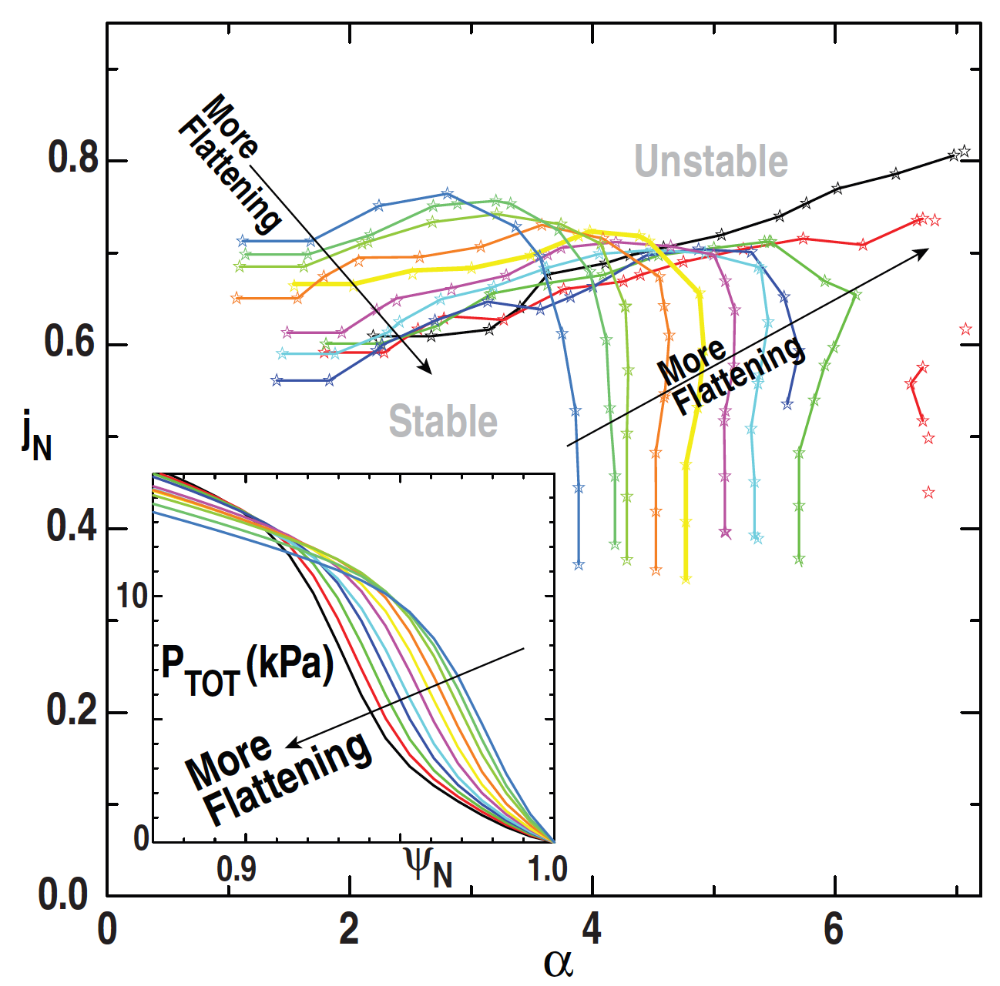 0.8
0.6
0.4
0.2
0.0
j_N
0
2
4
6
α
More
Flattening
Unstable
Stable
More
Flattening
10
0
P_TOT (kPa)
More
Flattening
0.9
ψ_N
1.0